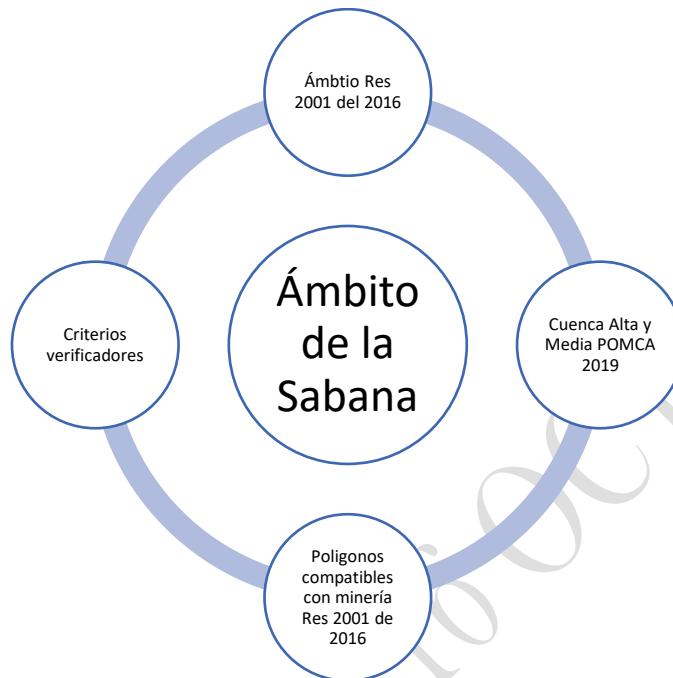 Ámbtio Res
2001 del 2016
Ámbito
de la
Sabana
Criterios
verificadores
Cuenca Alta y
Media POMCA
2019
Poligonos
compatibles
con minería
Res 2001 de
2016